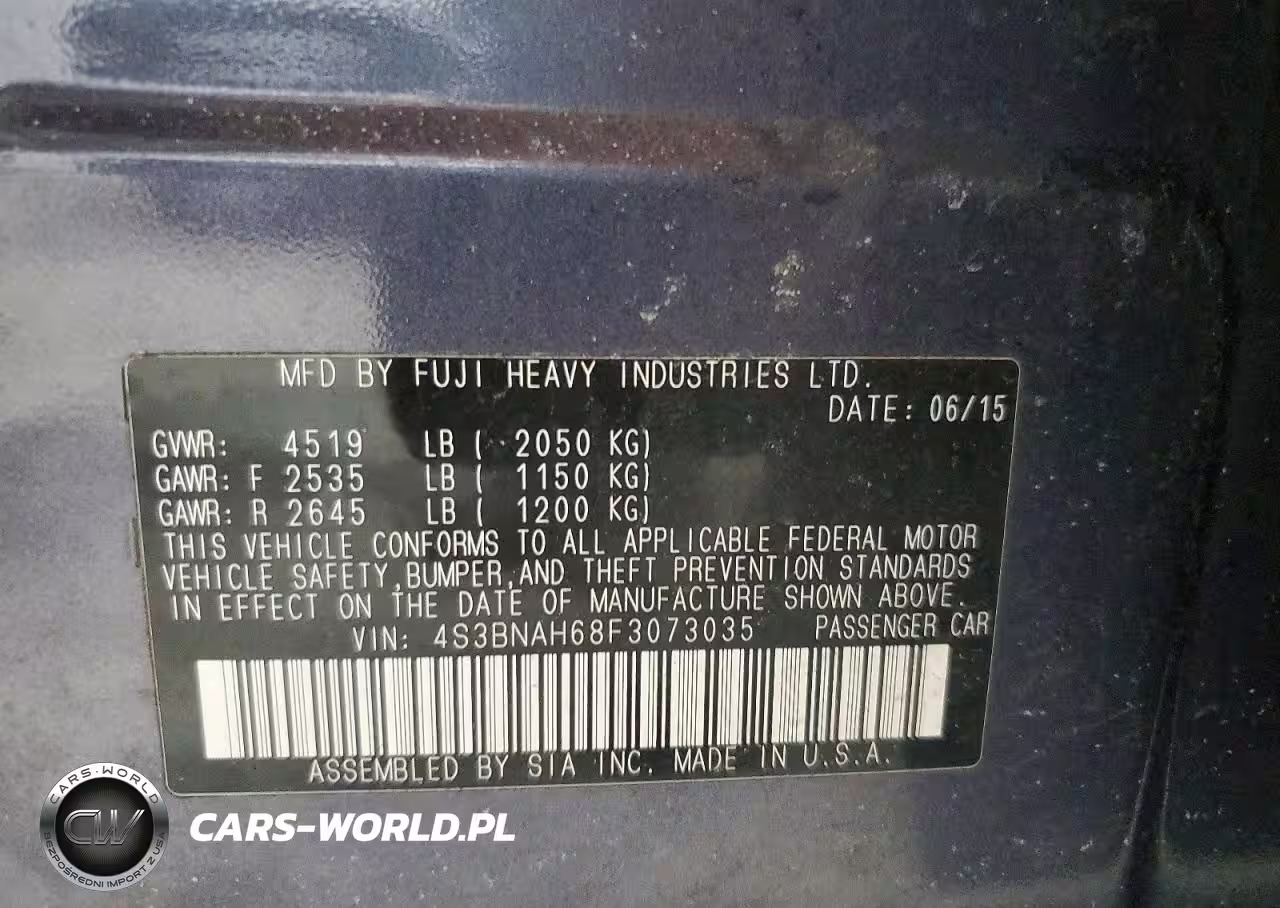 MFD BY FUJI HEAVY INDUSTRIES LTD.
DATE: 06/15
GVWR: 4519 LB ( 2050 KG)
GAWR: F 2535 LB ( 1150 KG)
GAWR: R 2645 LB ( 1200 KG)
THIS VEHICLE CONFORMS TO ALL APPLICABLE FEDERAL MOTOR
VEHICLE SAFETY, BUMPER, AND THEFT PREVENTION STANDARDS
IN EFFECT ON THE DATE OF MANUFACTURE SHOWN ABOVE.
VIN: 4S3BNAH68F3073035 PASSENGER CAR
ASSEMBLED BY SIA INC. MADE IN U.S.A.
CARS-WORLD
CW
BEZPOŚREDNI IMPORT Z USA
CARS-WORLD.PL